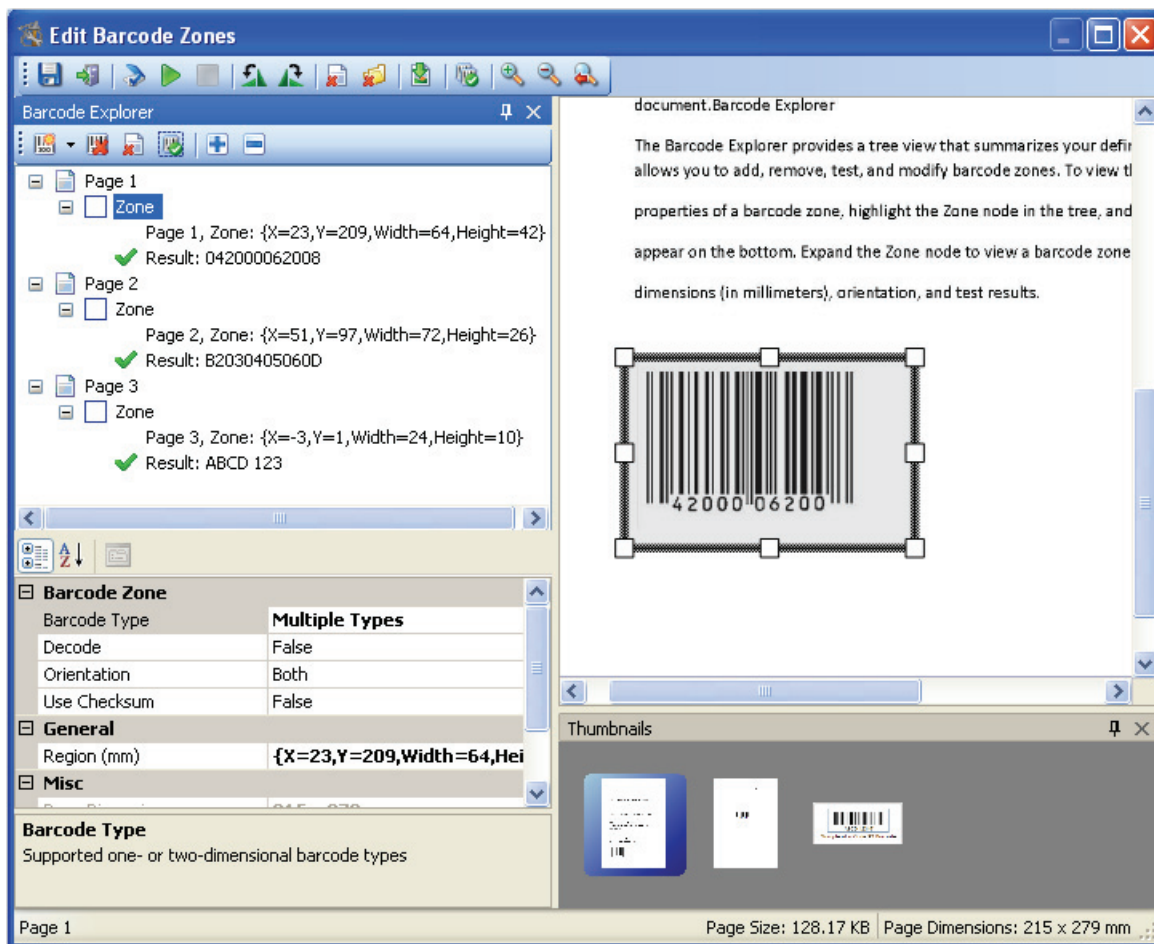 Edit Barcode Zones
Barcode Explorer
Page 1
Zone
Page 1, Zone: {X=23,Y=209,Width=64,Height=42}
Result: 042000062008
Page 2
Zone
Page 2, Zone: {X=51,Y=97,Width=72,Height=26}
Result: B2030405060D
Page 3
Zone
Page 3, Zone: {X=-3,Y=1,Width=24,Height=10}
Result: ABCD 123
Barcode Zone
Barcode Type Multiple Types
Decode False
Orientation Both
Use Checksum False
General
Region (mm) {X=23,Y=209,Width=64,Hei
Misc
Barcode Type
Supported one- or two-dimensional barcode types
document.Barcode Explorer
The Barcode Explorer provides a tree view that summarizes your defin
allows you to add, remove, test, and modify barcode zones. To view th
properties of a barcode zone, highlight the Zone node in the tree, and
appear on the bottom. Expand the Zone node to view a barcode zone
dimensions (in millimeters), orientation, and test results.
42000 06200
Thumbnails
Page 1
Page Size: 128.17 KB Page Dimensions: 215 x 279 mm